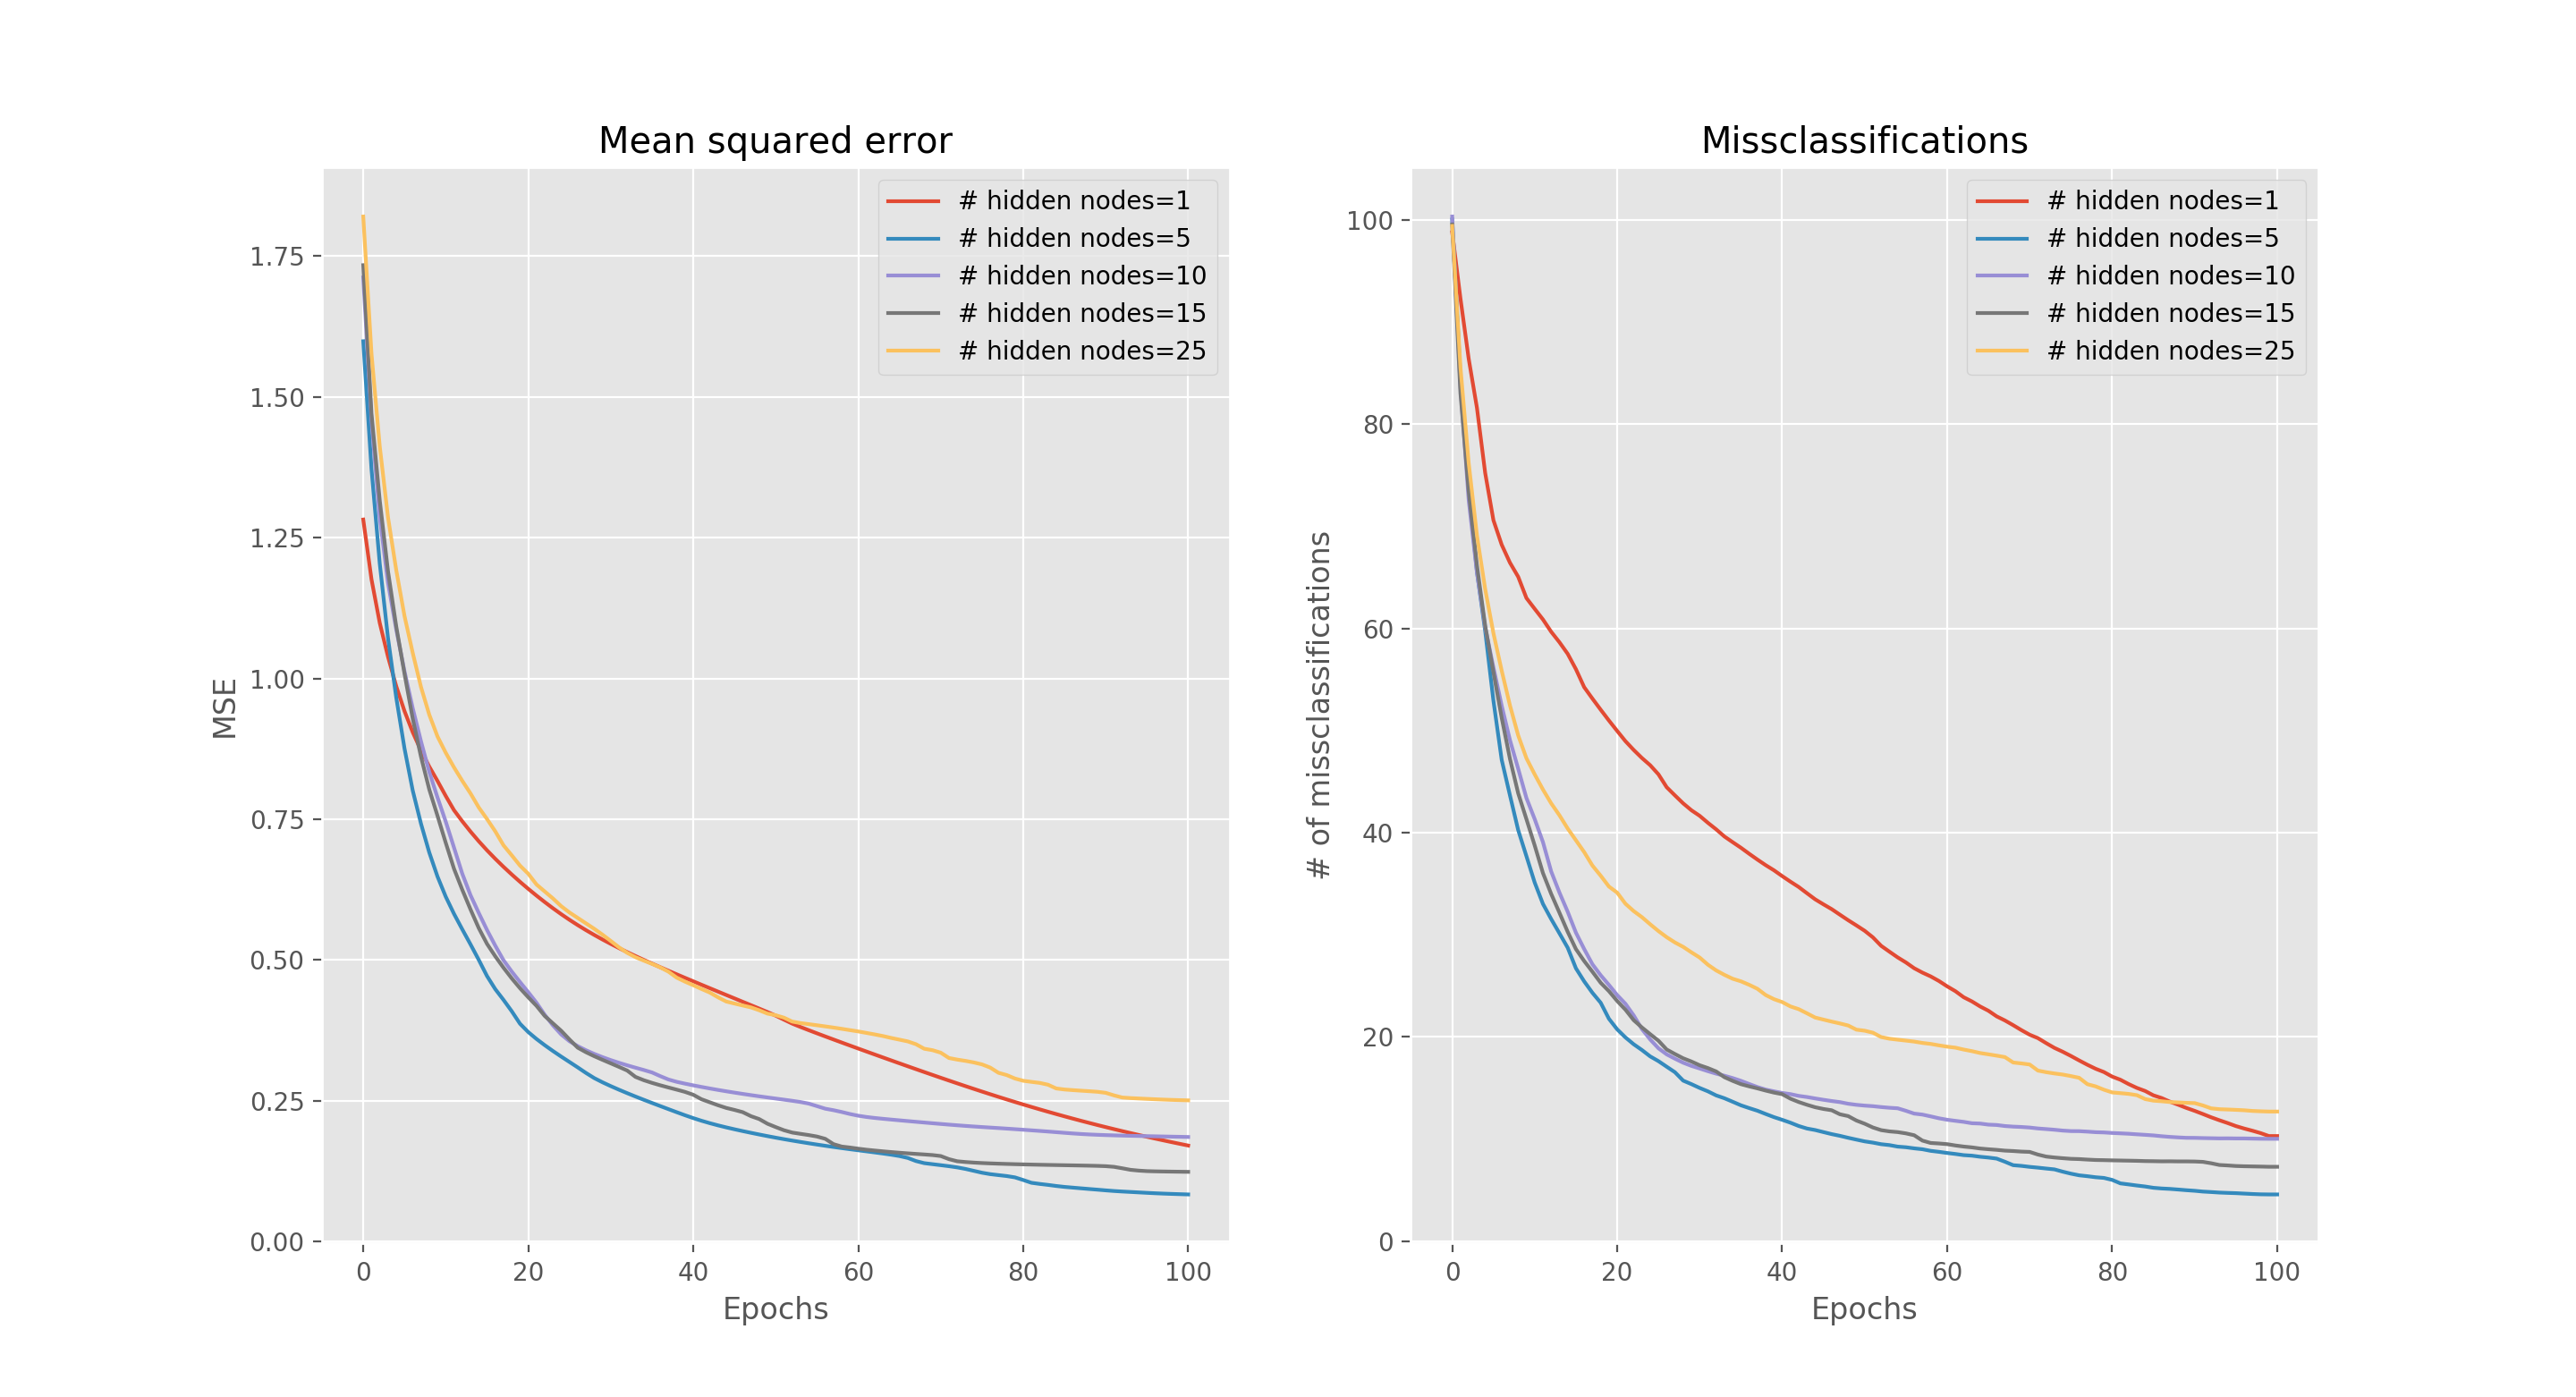 Mean squared error
# hidden nodes=1
# hidden nodes=5
# hidden nodes=10
# hidden nodes=15
# hidden nodes=25
1.75
1.50
1.25
1.00
0.75
0.50
0.25
0.00
MSE
0 20 40 60 80 100
Epochs
Missclassifications
# hidden nodes=1
# hidden nodes=5
# hidden nodes=10
# hidden nodes=15
# hidden nodes=25
100
80
60
40
20
0
# of missclassifications
0 20 40 60 80 100
Epochs